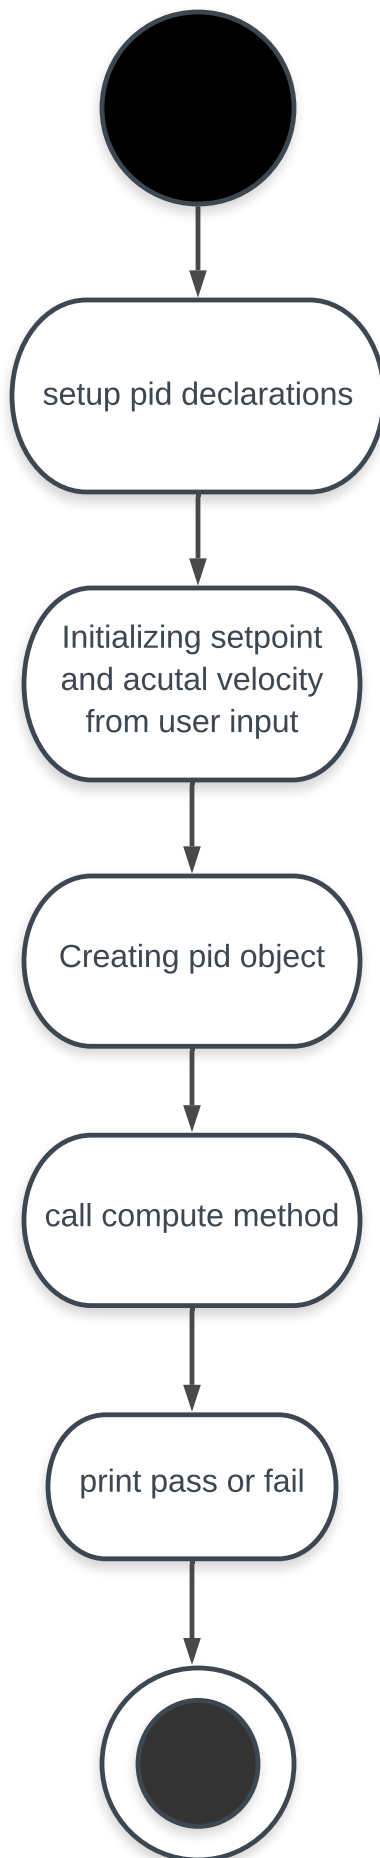 setup pid declarations
Initializing setpoint
and acutal velocity
from user input
Creating pid object
call compute method
print pass or fail